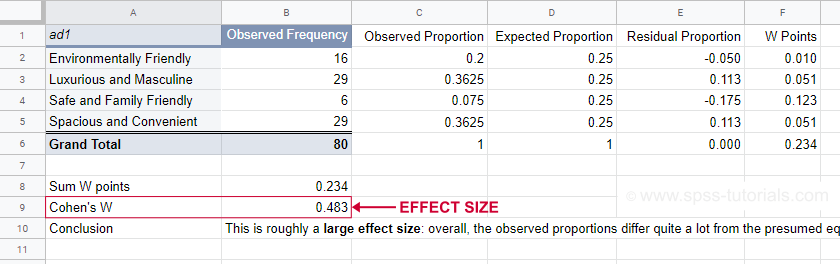 A B C D E F
1 ad1 Observed Frequency Observed Proportion Expected Proportion Residual Proportion W Points
2 Environmentally Friendly 16 0.2 0.25 -0.050 0.010
3 Luxurious and Masculine 29 0.3625 0.25 0.113 0.051
4 Safe and Family Friendly 6 0.075 0.25 -0.175 0.123
5 Spacious and Convenient 29 0.3625 0.25 0.113 0.051
6 Grand Total 80 1 1 0.000 0.234
7
8 Sum W points 0.234
© www.spss-tutorials.com
9 Cohen's W 0.483 EFFECT SIZE
10 Conclusion This is roughly a large effect size: overall, the observed proportions differ quite a lot from the presumed eq
11